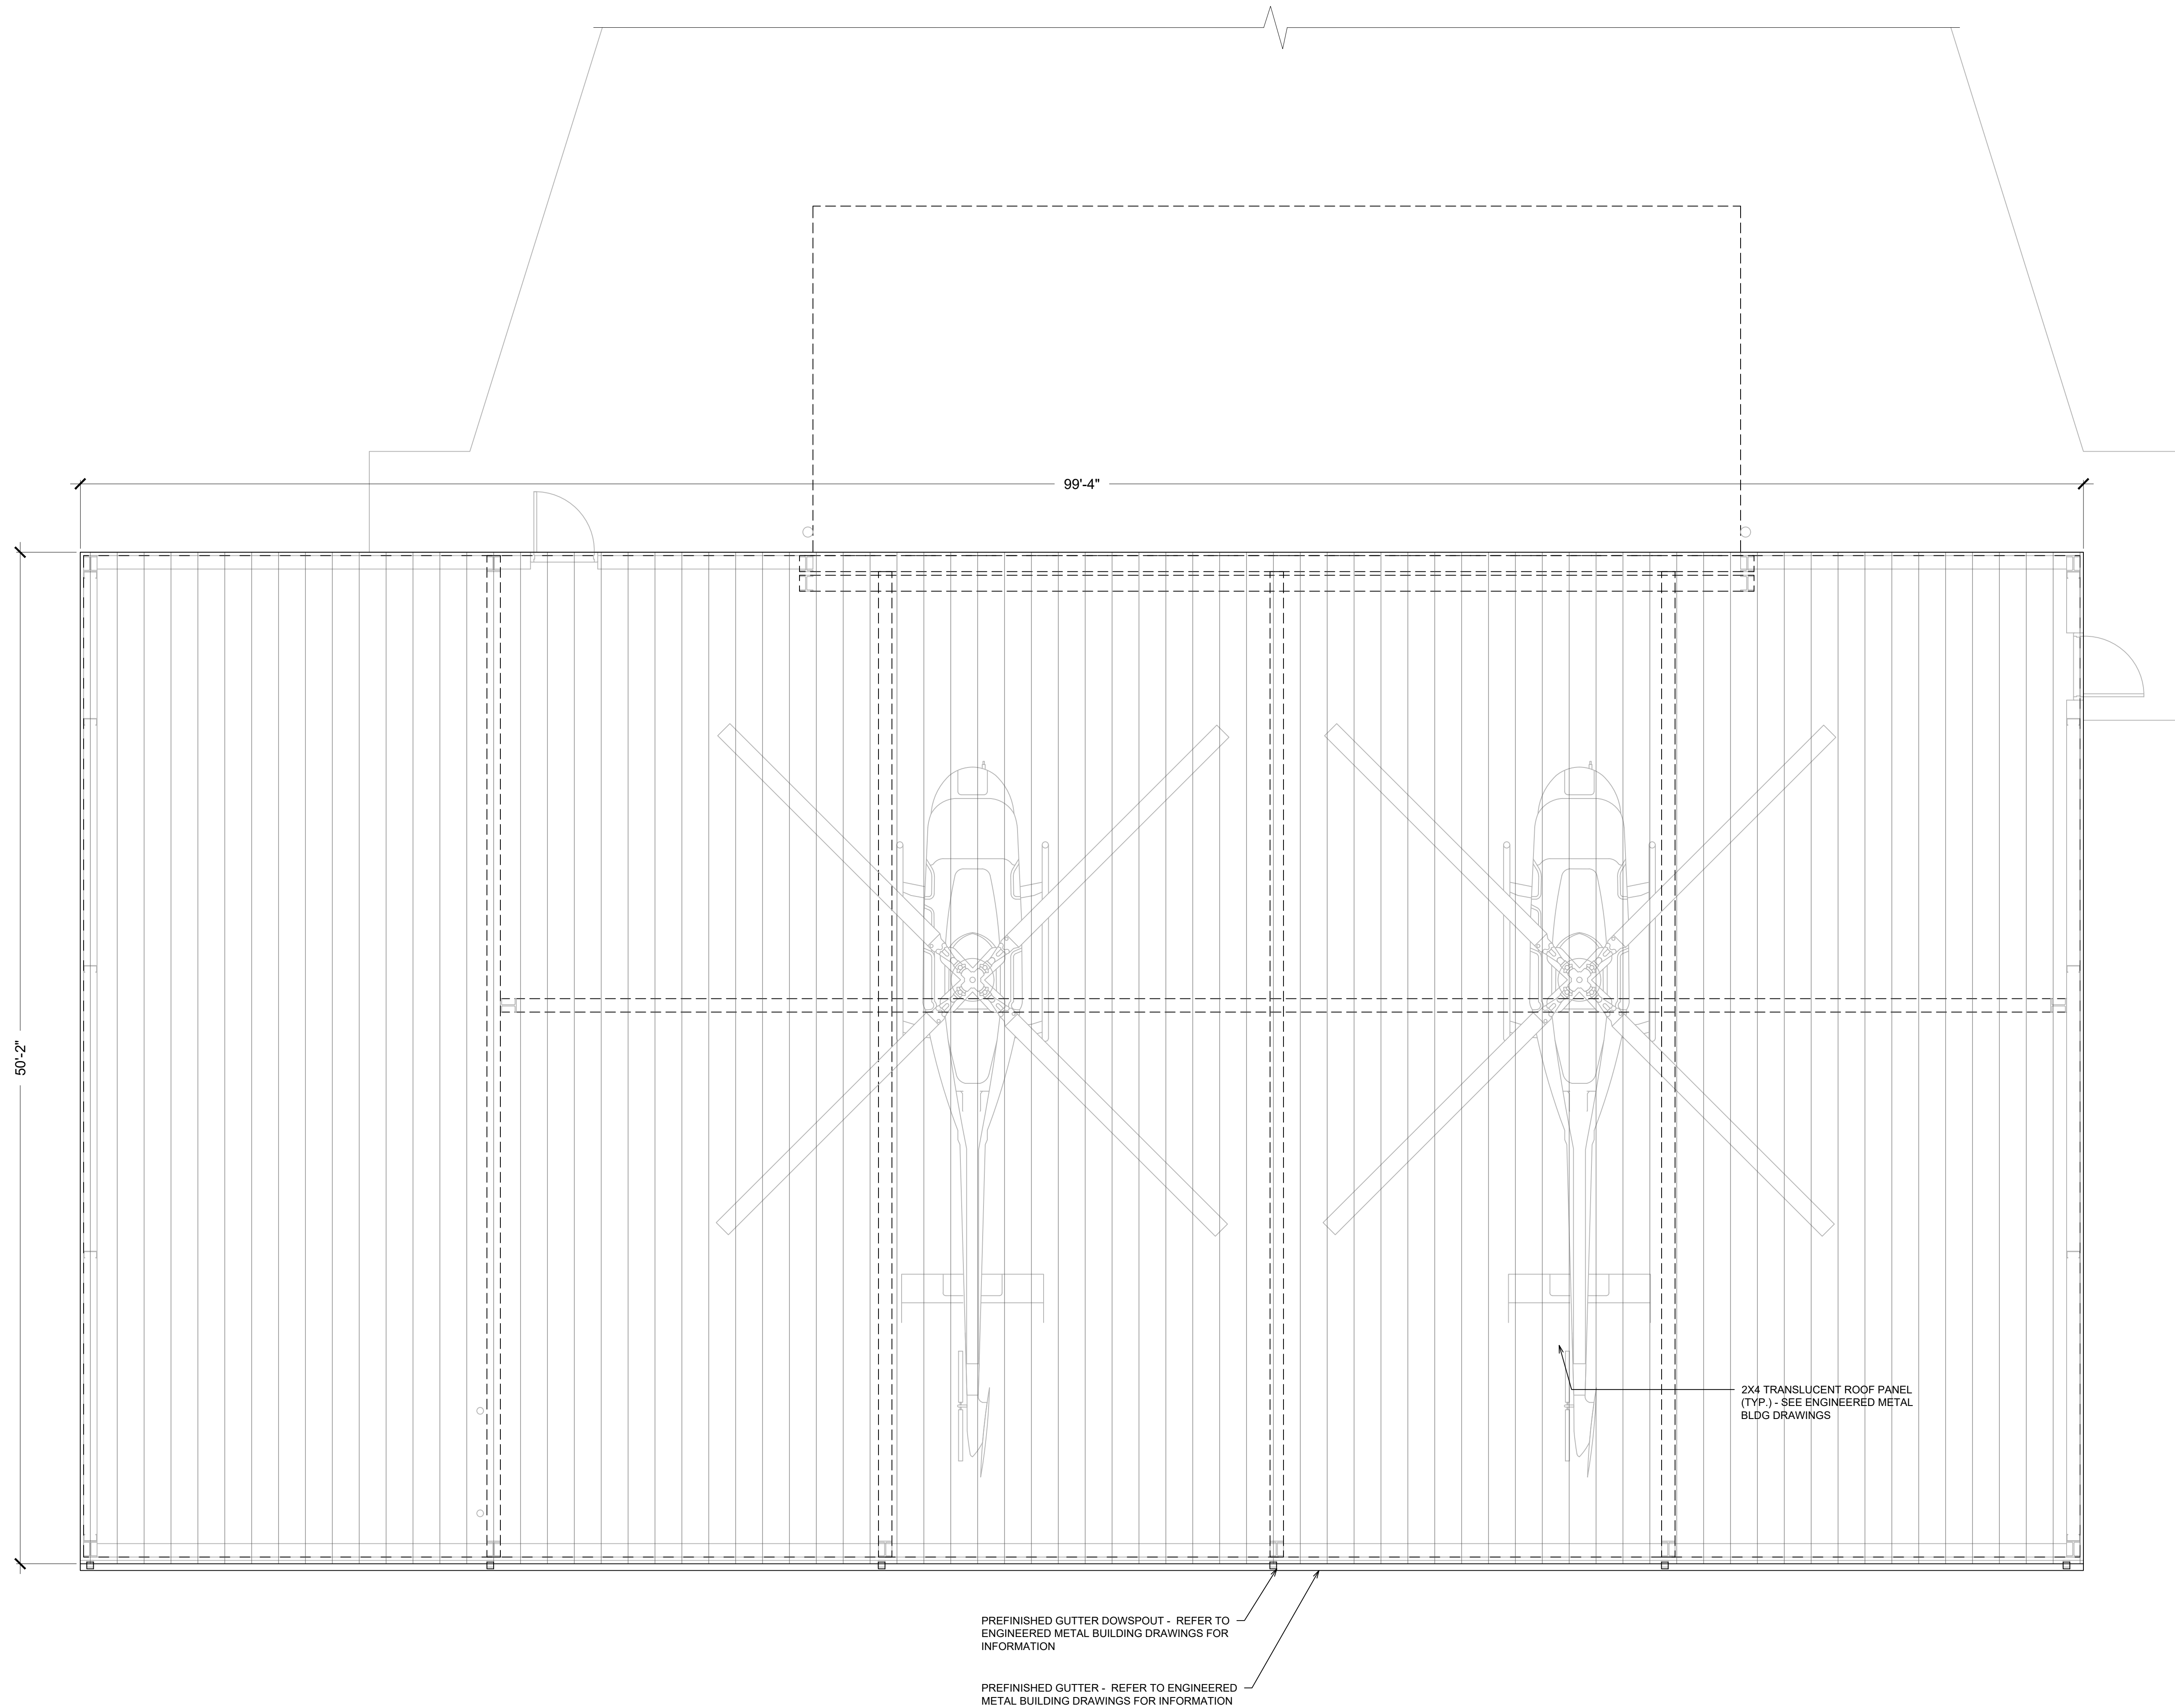 99'-4"
50'-2"
2X4 TRANSLUCENT ROOF PANEL
(TYP.) - SEE ENGINEERED METAL
BLDG DRAWINGS
PREFINISHED GUTTER DOWSPOUT - REFER TO
ENGINEERED METAL BUILDING DRAWINGS FOR
INFORMATION
PREFINISHED GUTTER - REFER TO ENGINEERED
METAL BUILDING DRAWINGS FOR INFORMATION